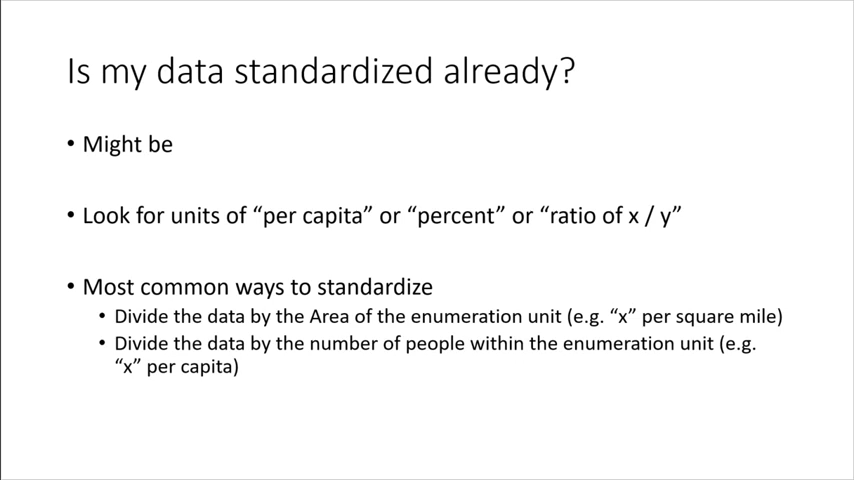 Is my data standardized already?
• Might be
• Look for units of “per capita” or “percent” or “ratio of x / y”
• Most common ways to standardize
• Divide the data by the Area of the enumeration unit (e.g. “x” per square mile)
• Divide the data by the number of people within the enumeration unit (e.g.
“x” per capita)